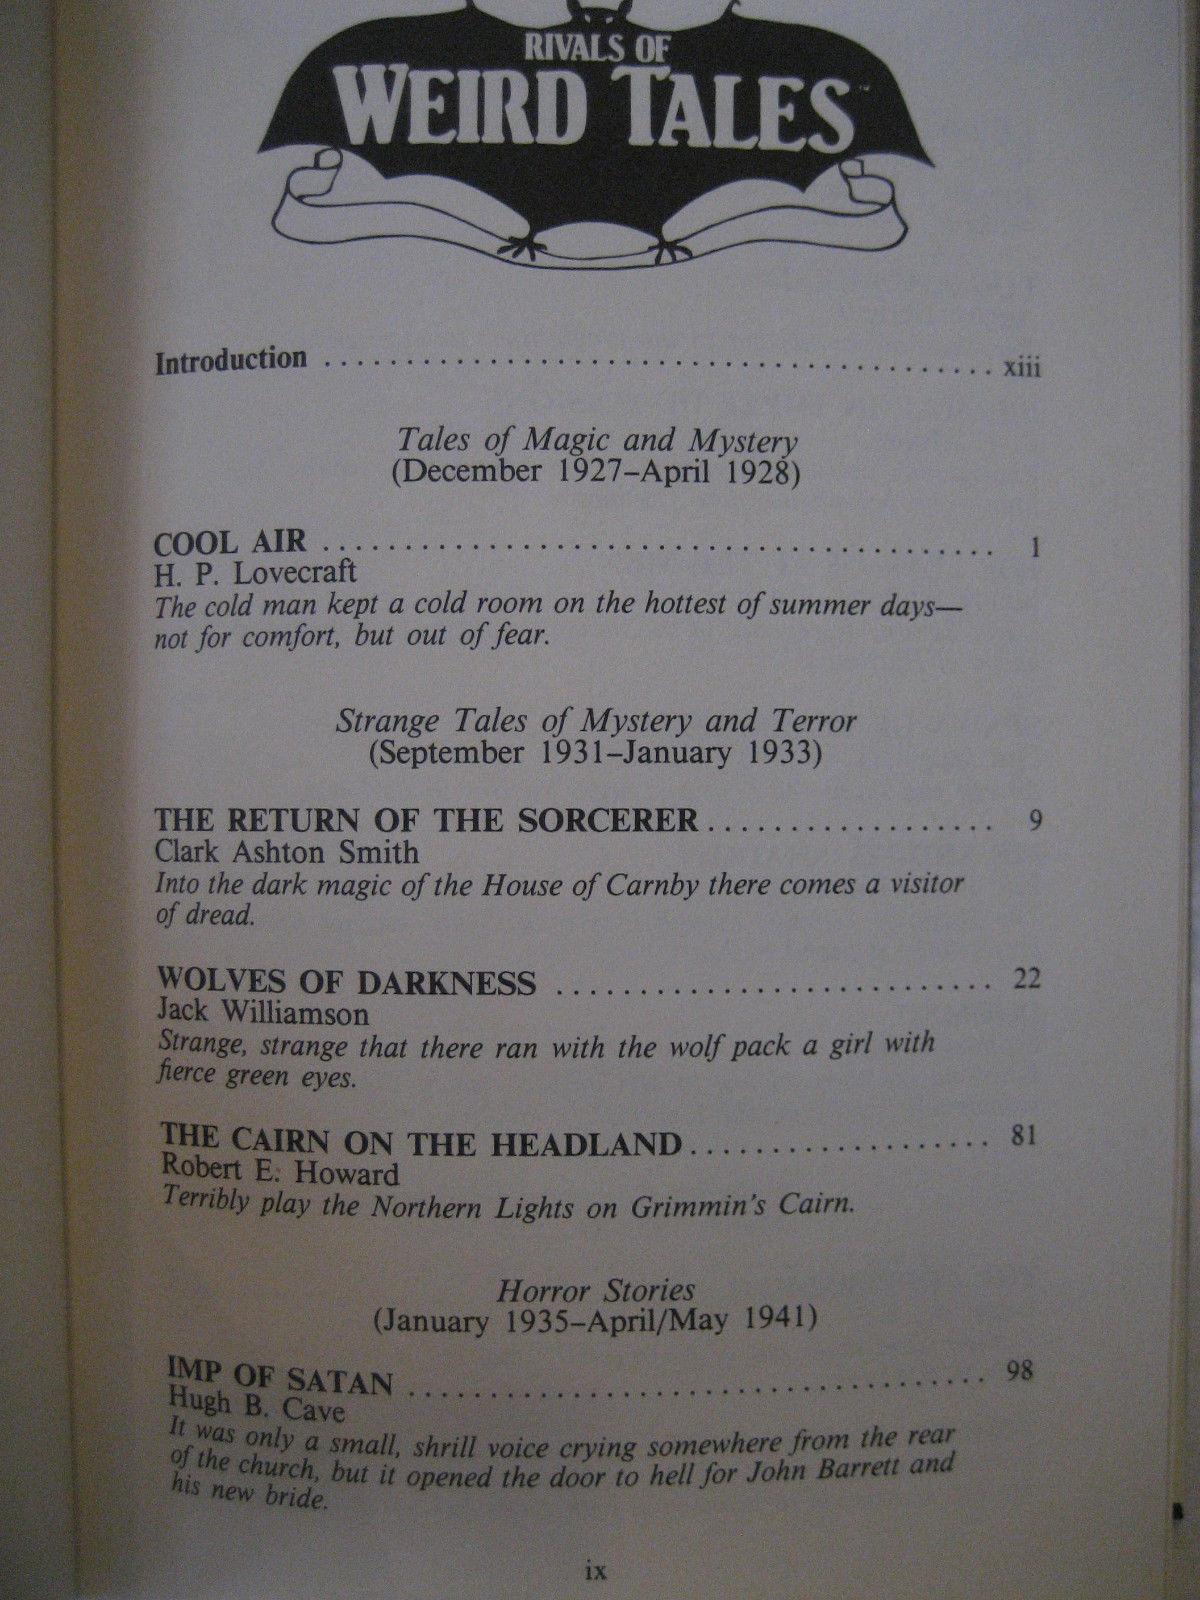 RIVALS OF
WEIRD TALES™
Introduction ........................................ xiii
Tales of Magic and Mystery
(December 1927–April 1928)
COOL AIR ........................................ 1
H. P. Lovecraft
The cold man kept a cold room on the hottest of summer days—
not for comfort, but out of fear.
Strange Tales of Mystery and Terror
(September 1931–January 1933)
THE RETURN OF THE SORCERER .................. 9
Clark Ashton Smith
Into the dark magic of the House of Carnby there comes a visitor
of dread.
WOLVES OF DARKNESS ........................... 22
Jack Williamson
Strange, strange that there ran with the wolf pack a girl with
fierce green eyes.
THE CAIRN ON THE HEADLAND ................... 81
Robert E. Howard
Terribly play the Northern Lights on Grimmin's Cairn.
Horror Stories
(January 1935–April/May 1941)
IMP OF SATAN ................................... 98
Hugh B. Cave
It was only a small, shrill voice crying somewhere from the rear
of the church, but it opened the door to hell for John Barrett and
his new bride.
ix